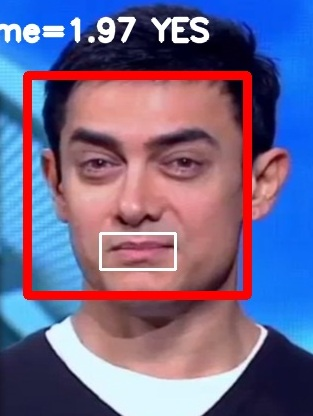 me=1.97 YES